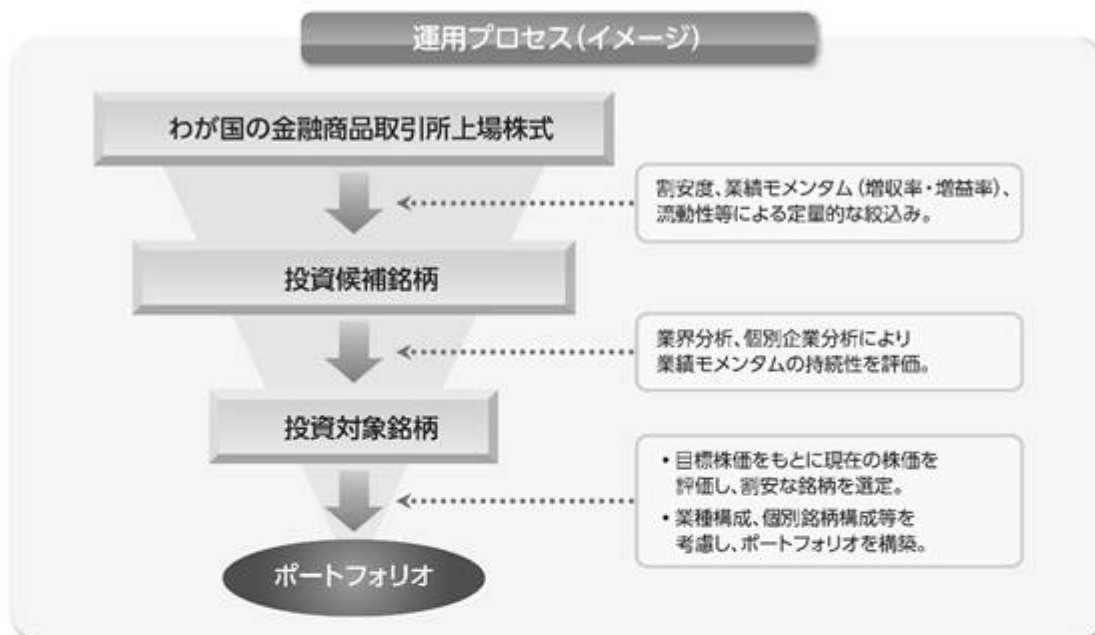 運用プロセス(イメージ)
わが国の金融商品取引所上場株式
割安度、業績モメンタム(増収率・増益率)、
流動性等による定量的な絞込み。
投資候補銘柄
業界分析、個別企業分析により
業績モメンタムの持続性を評価。
投資対象銘柄
・目標株価をもとに現在の株価を
評価し、割安な銘柄を選定。
・業種構成、個別銘柄構成等を
考慮し、ポートフォリオを構築。
ポートフォリオ